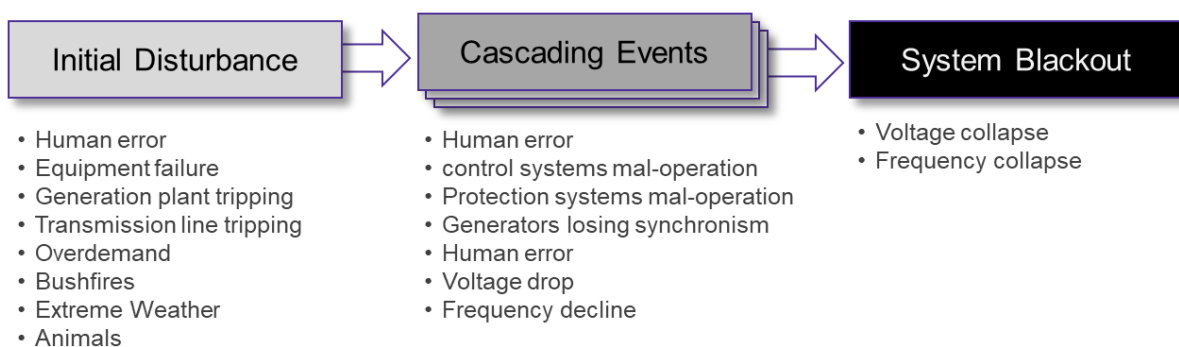 Initial Disturbance
• Human error
• Equipment failure
• Generation plant tripping
• Transmission line tripping
• Overdemand
• Bushfires
• Extreme Weather
• Animals
Cascading Events
• Human error
• control systems mal-operation
• Protection systems mal-operation
• Generators losing synchronism
• Human error
• Voltage drop
• Frequency decline
System Blackout
• Voltage collapse
• Frequency collapse